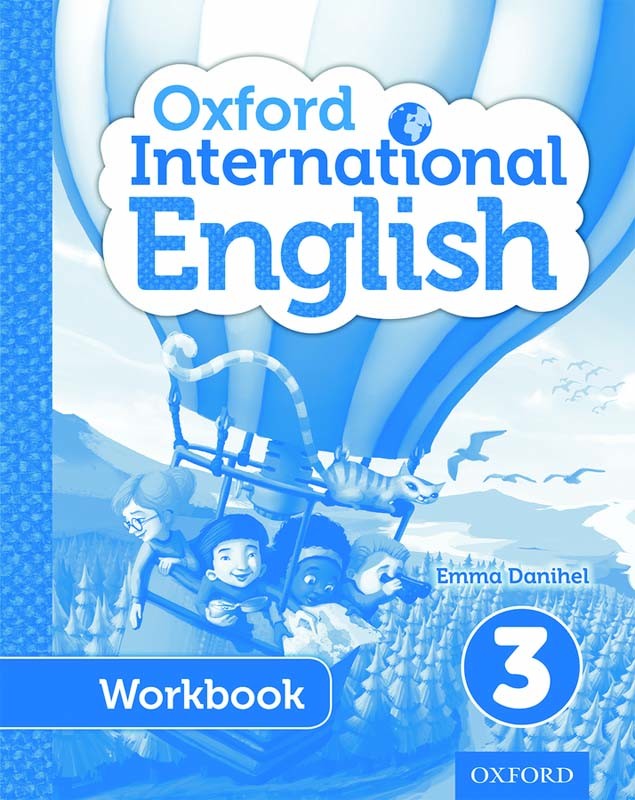 Oxford
International
English
Emma Danihel
3
Workbook
OXFORD